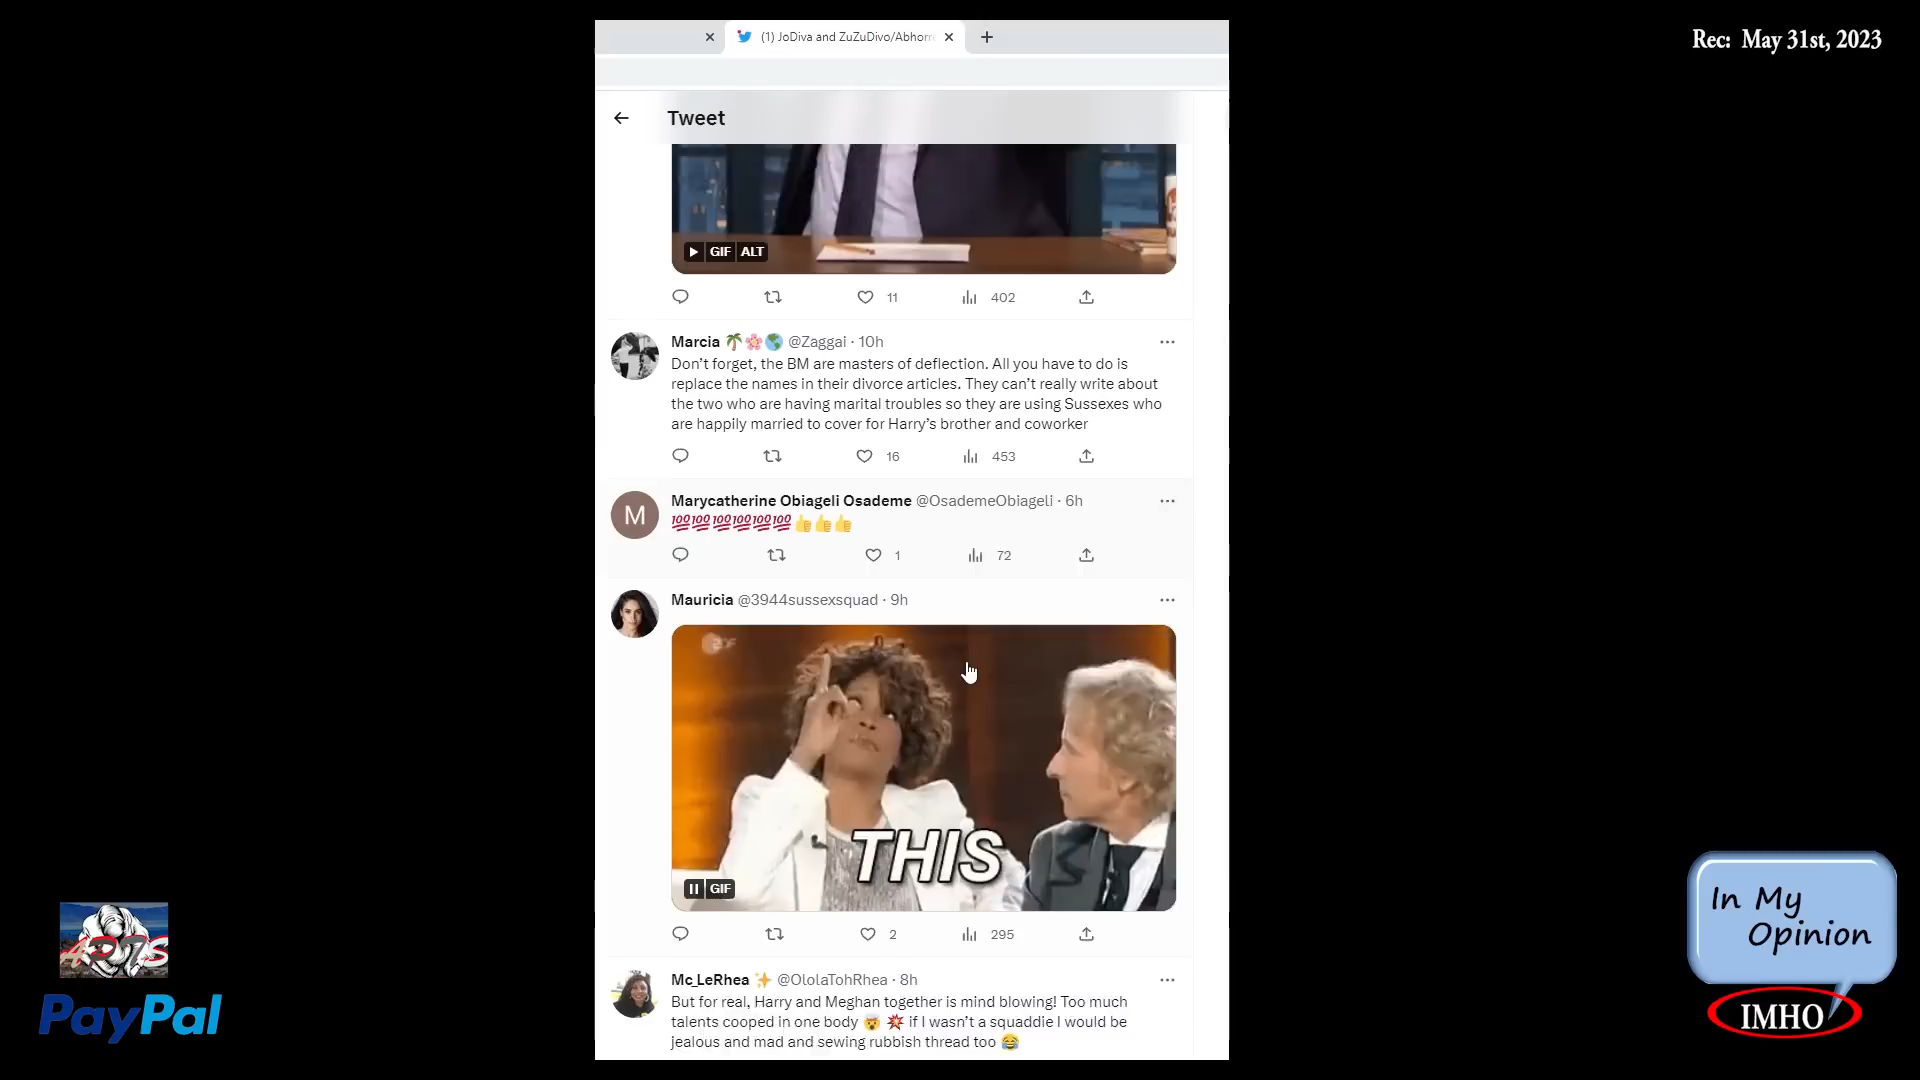 (1) JoDiva and ZuZuDivo/Abhorre
Rec: May 31st, 2023
Tweet
GIF ALT
11 402
Marcia 🌴🌸🌎 @Zaggai · 10h
Don’t forget, the BM are masters of deflection. All you have to do is
replace the names in their divorce articles. They can’t really write about
the two who are having marital troubles so they are using Sussexes who
are happily married to cover for Harry’s brother and coworker
16 453
M
Marycatherine Obiageli Osademe @OsademeObiageli · 6h
💯💯💯💯💯💯👍👍👍
1 72
Mauricia @3944sussexsquad · 9h
ZDF
THIS
GIF
2 295
Mc_LeRhea ✨ @OlolaTohRhea · 8h
But for real, Harry and Meghan together is mind blowing! Too much
talents cooped in one body 🤯 💥 if I wasn’t a squaddie I would be
jealous and mad and sewing rubbish thread too 😂
PayPal
In My
Opinion
IMHO